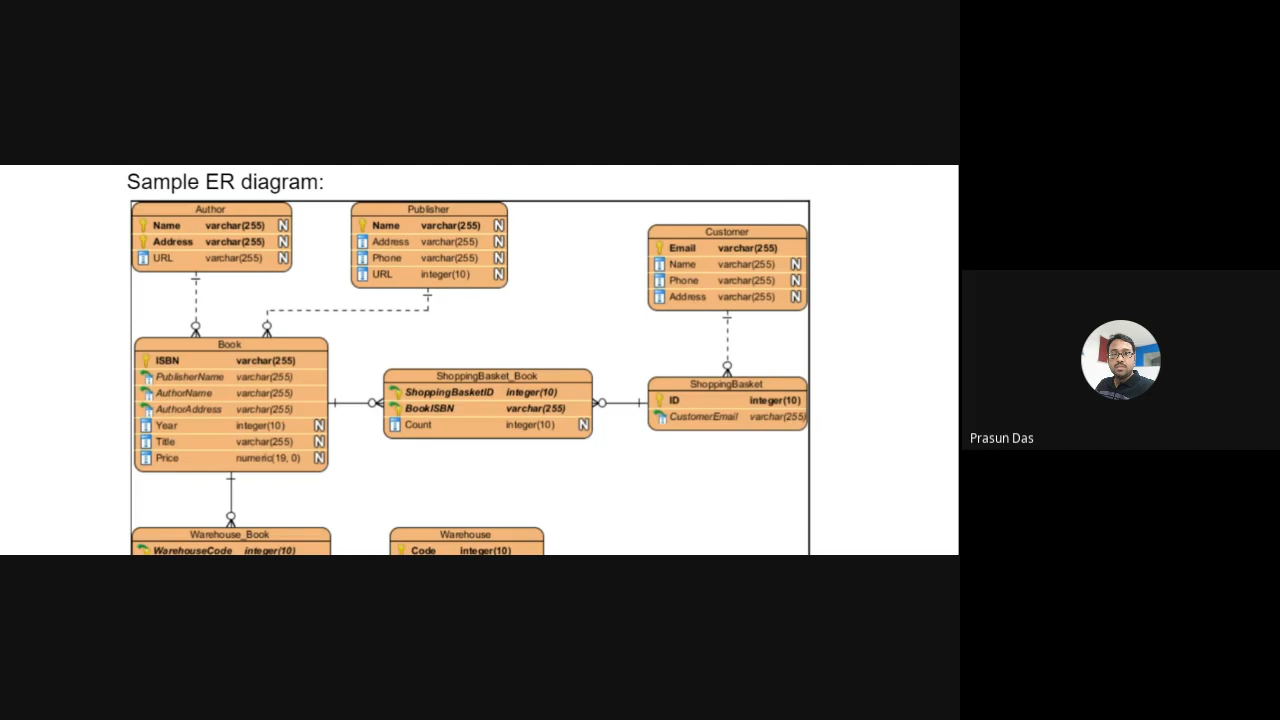 Sample ER diagram:
Author
Name varchar(255) N
Address varchar(255) N
URL varchar(255) N
Publisher
Name varchar(255) N
Address varchar(255) N
Phone varchar(255) N
URL integer(10) N
Customer
Email varchar(255)
Name varchar(255) N
Phone varchar(255) N
Address varchar(255) N
Book
ISBN varchar(255)
PublisherName varchar(255)
AuthorName varchar(255)
AuthorAddress varchar(255)
Year integer(10) N
Title varchar(255) N
Price numeric(19, 0) N
ShoppingBasket_Book
ShoppingBasketID integer(10)
BookISBN varchar(255)
Count integer(10) N
ShoppingBasket
ID integer(10)
CustomerEmail varchar(255)
Warehouse_Book
WarehouseCode integer(10)
Warehouse
Code integer(10)
Prasun Das